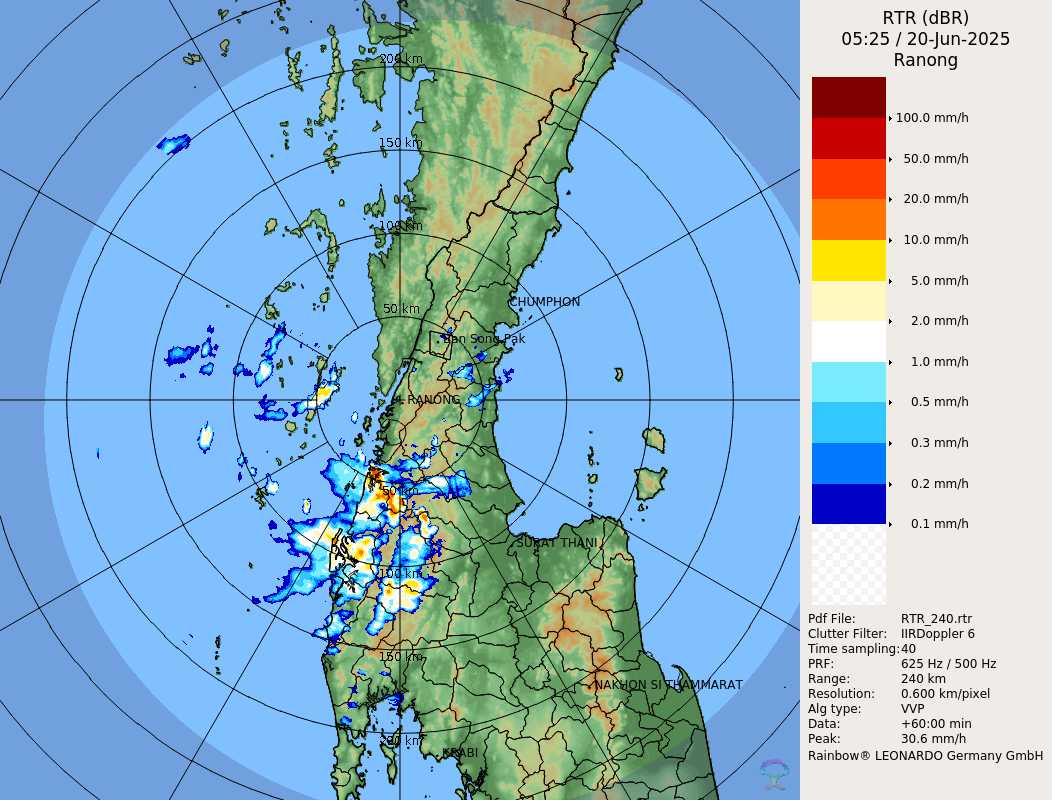 RTR (dBR)
05:25 / 20-Jun-2025
Ranong
100.0 mm/h
50.0 mm/h
20.0 mm/h
10.0 mm/h
5.0 mm/h
2.0 mm/h
1.0 mm/h
0.5 mm/h
0.3 mm/h
0.2 mm/h
0.1 mm/h
Pdf File: RTR_240.rtr
Clutter Filter: IIRDoppler 6
Time sampling:40
PRF: 625 Hz / 500 Hz
Range: 240 km
Resolution: 0.600 km/pixel
Alg type: VVP
Data: +60:00 min
Peak: 30.6 mm/h
Rainbow® LEONARDO Germany GmbH
200 km
150 km
100 km
50 km
CHUMPHON
Ban Song Pak
RANONG
50 km
SURAT THANI
100 km
150 km
NAKHON SI THAMMARAT
200 km
KRABI